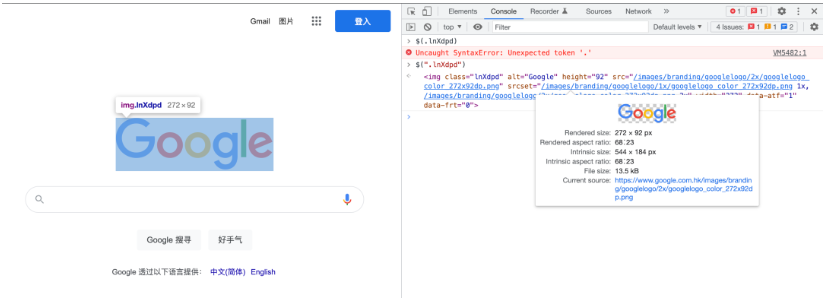 Gmail 图片 登入
img.lnXdpd 272 × 92
Google
Google 搜寻 好手气
Google 透过以下语言提供： 中文(简体) English
Elements Console Recorder Sources Network »
1 1
top ▼ Filter Default levels ▼ 4 Issues: 1 1 2
> $(.lnXdpd)
Uncaught SyntaxError: Unexpected token '.' VM5482:1
> $(".lnXdpd")
<img class="lnXdpd" alt="Google" height="92" src="/images/branding/googlelogo/2x/googlelogo_
color_272x92dp.png" srcset="/images/branding/googlelogo/1x/googlelogo_color_272x92dp.png 1x,
/images/branding/googlelogo data-atf="1"
data-frt="0">
Google
Rendered size: 272 × 92 px
Rendered aspect ratio: 68∶23
Intrinsic size: 544 × 184 px
Intrinsic aspect ratio: 68∶23
File size: 13.5 kB
Current source: https://www.google.com.hk/images/brandin
g/googlelogo/2x/googlelogo_color_272x92d
p.png